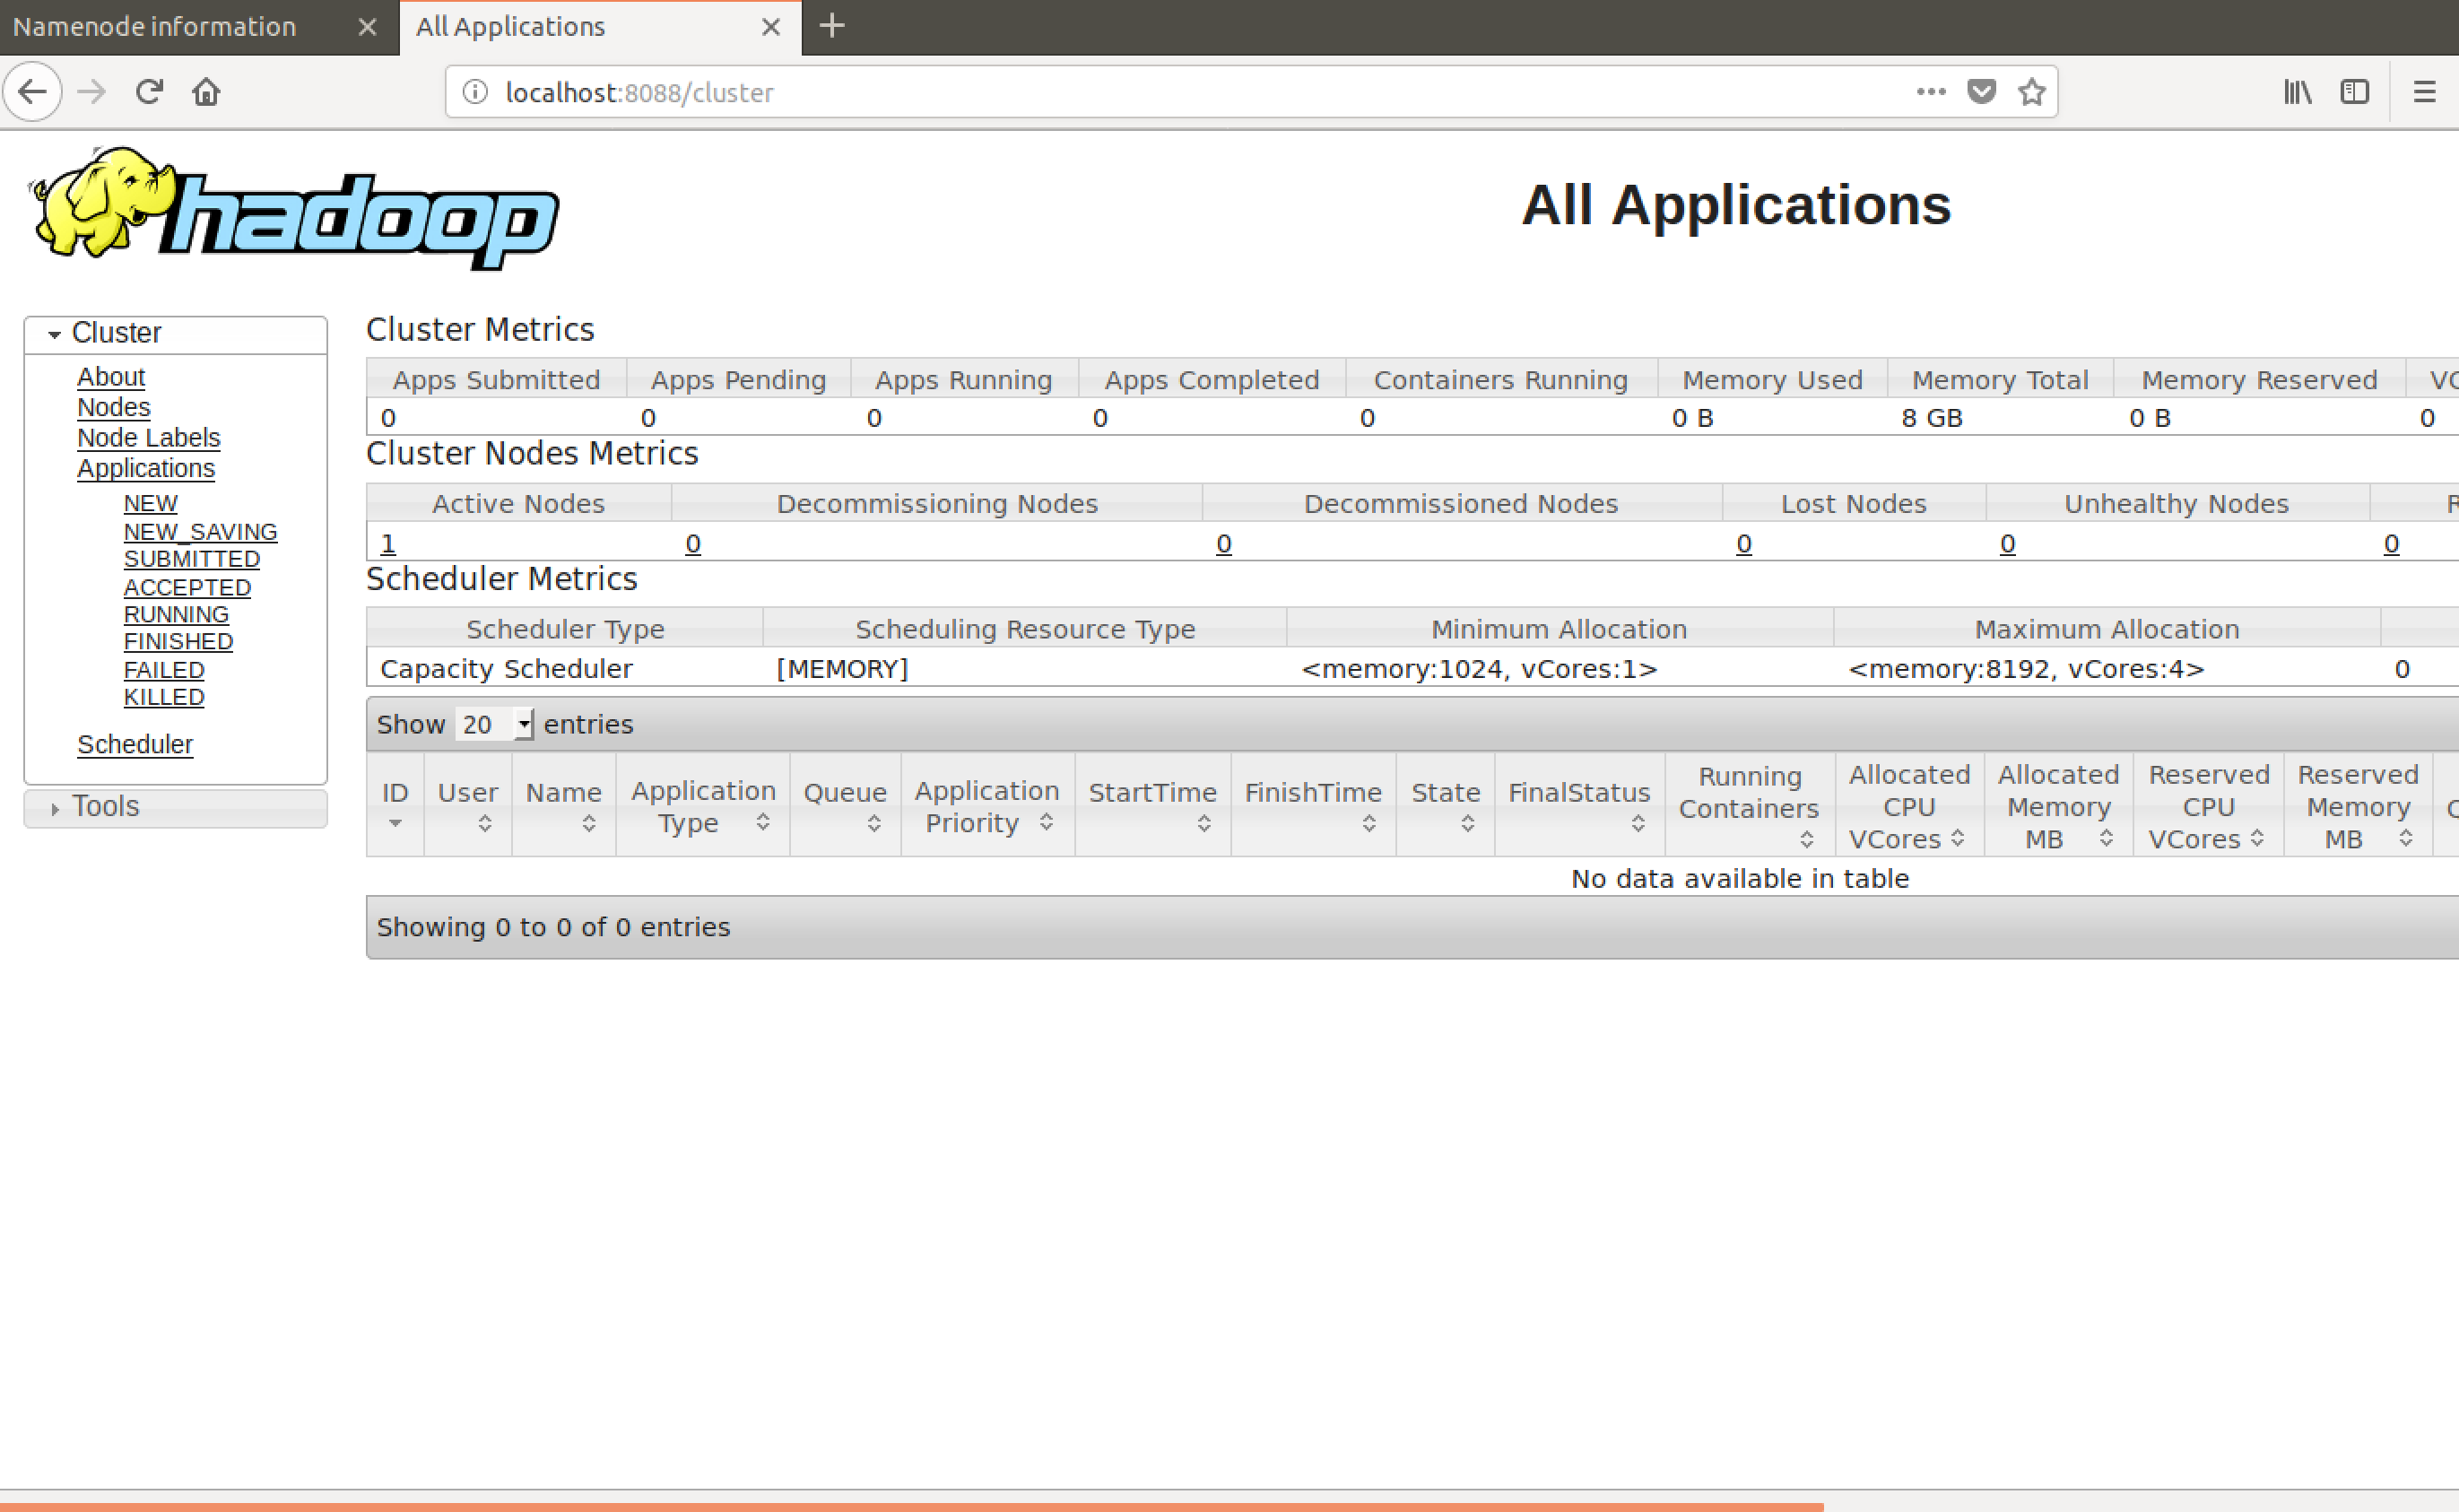 Namenode information
All Applications
localhost:8088/cluster
hadoop
All Applications
Cluster
About
Nodes
Node Labels
Applications
NEW
NEW_SAVING
SUBMITTED
ACCEPTED
RUNNING
FINISHED
FAILED
KILLED
Scheduler
Tools
Cluster Metrics
Apps Submitted Apps Pending Apps Running Apps Completed Containers Running Memory Used Memory Total Memory Reserved
0 0 0 0 0 0 B 8 GB 0 B 0
Cluster Nodes Metrics
Active Nodes Decommissioning Nodes Decommissioned Nodes Lost Nodes Unhealthy Nodes
1 0 0 0 0 0
Scheduler Metrics
Scheduler Type Scheduling Resource Type Minimum Allocation Maximum Allocation
Capacity Scheduler [MEMORY] <memory:1024, vCores:1> <memory:8192, vCores:4> 0
Show 20 entries
ID User Name Application Type Queue Application Priority StartTime FinishTime State FinalStatus Running Containers Allocated CPU VCores Allocated Memory MB Reserved CPU VCores Reserved Memory MB
No data available in table
Showing 0 to 0 of 0 entries